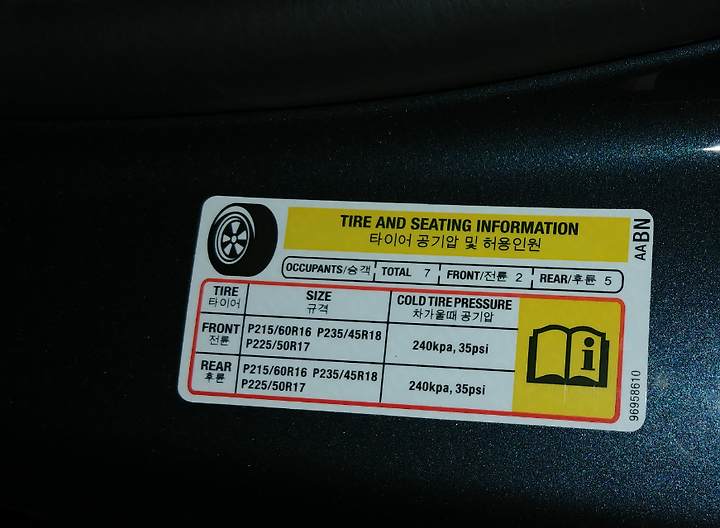 TIRE AND SEATING INFORMATION
타이어 공기압 및 허용인원
OCCUPANTS/승객 TOTAL 7 FRONT/전륜 2 REAR/후륜 5
TIRE SIZE COLD TIRE PRESSURE
타이어 규격 차가울때 공기압
FRONT P215/60R16 P235/45R18
전륜 P225/50R17 240kpa, 35psi
REAR P215/60R16 P235/45R18
후륜 P225/50R17 240kpa, 35psi
AABN
96958610